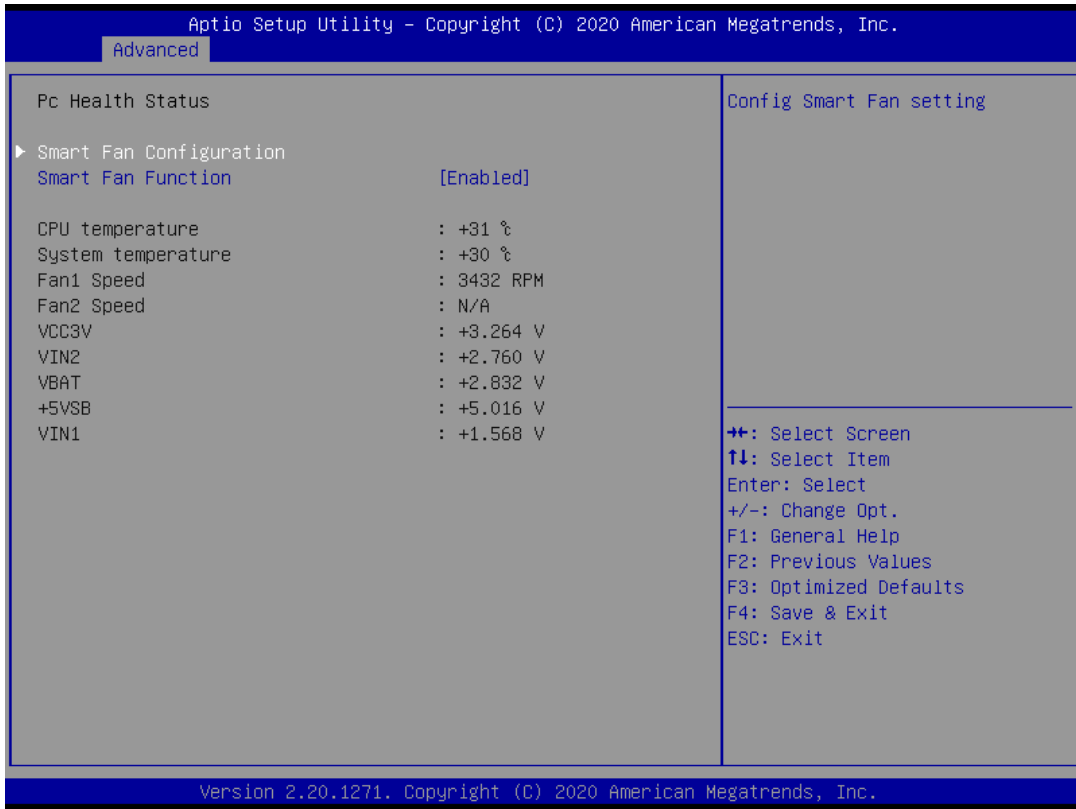 Aptio Setup Utility – Copyright (C) 2020 American Megatrends, Inc.
Advanced
Pc Health Status
Smart Fan Configuration
Smart Fan Function [Enabled]
CPU temperature : +31 ℃
System temperature : +30 ℃
Fan1 Speed : 3432 RPM
Fan2 Speed : N/A
VCC3V : +3.264 V
VIN2 : +2.760 V
VBAT : +2.832 V
+5VSB : +5.016 V
VIN1 : +1.568 V
Config Smart Fan setting
→←: Select Screen
↑↓: Select Item
Enter: Select
+/-: Change Opt.
F1: General Help
F2: Previous Values
F3: Optimized Defaults
F4: Save & Exit
ESC: Exit
Version 2.20.1271. Copyright (C) 2020 American Megatrends, Inc.